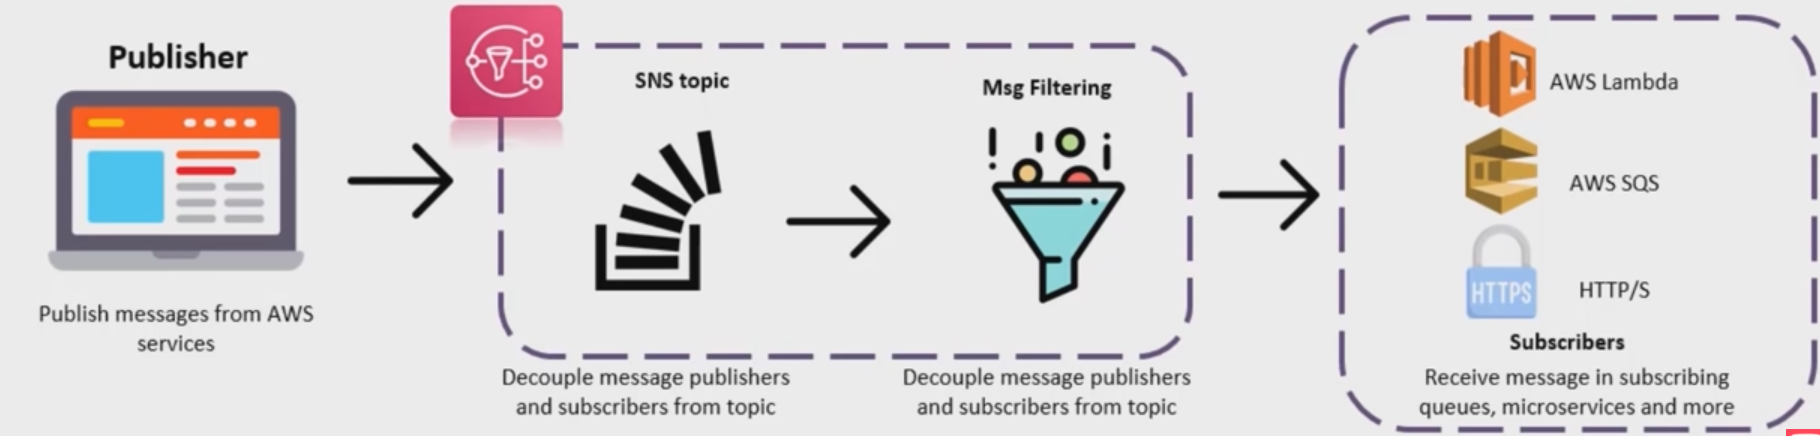 Publisher
Publish messages from AWS
services
SNS topic
Msg Filtering
Decouple message publishers
and subscribers from topic
Decouple message publishers
and subscribers from topic
AWS Lambda
AWS SQS
HTTPS
HTTP/S
Subscribers
Receive message in subscribing
queues, microservices and more